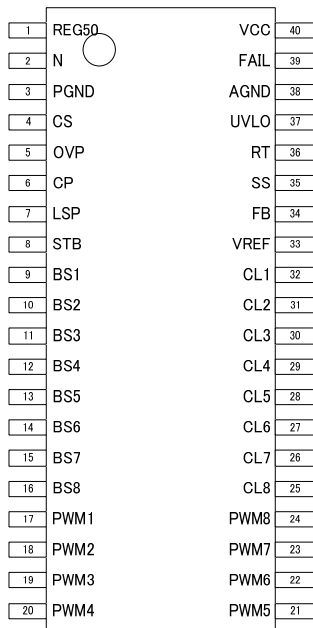 1 REG50 VCC 40
2 N FAIL 39
3 PGND AGND 38
4 CS UVLO 37
5 OVP RT 36
6 CP SS 35
7 LSP FB 34
8 STB VREF 33
9 BS1 CL1 32
10 BS2 CL2 31
11 BS3 CL3 30
12 BS4 CL4 29
13 BS5 CL5 28
14 BS6 CL6 27
15 BS7 CL7 26
16 BS8 CL8 25
17 PWM1 PWM8 24
18 PWM2 PWM7 23
19 PWM3 PWM6 22
20 PWM4 PWM5 21